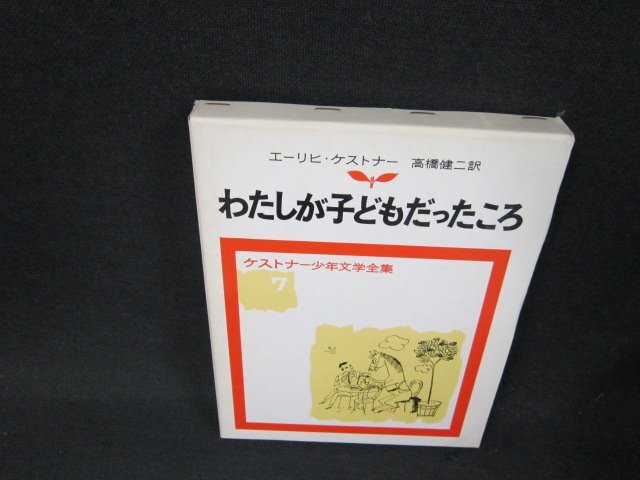 エーリヒ・ケストナー 高橋健二訳
わたしが子どもだったころ
ケストナー少年文学全集
7